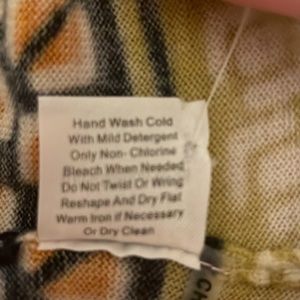 Hand Wash Cold
With Mild Detergent
Only Non- Chlorine
Bleach When Needed
Do Not Twist Or Wring
Reshape And Dry Flat
Warm Iron if Necessary
Or Dry Clean